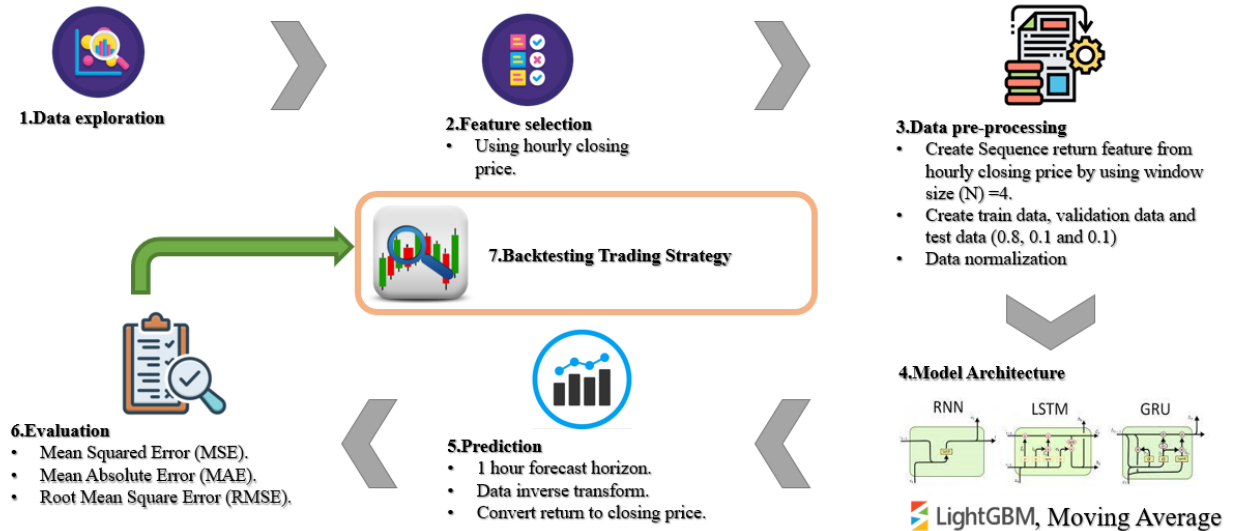 1.Data exploration
2.Feature selection
• Using hourly closing
price.
3.Data pre-processing
• Create Sequence return feature from
hourly closing price by using window
size (N) =4.
• Create train data, validation data and
test data (0.8, 0.1 and 0.1)
• Data normalization
4.Model Architecture
RNN
LSTM
GRU
LightGBM, Moving Average
5.Prediction
• 1 hour forecast horizon.
• Data inverse transform.
• Convert return to closing price.
6.Evaluation
• Mean Squared Error (MSE).
• Mean Absolute Error (MAE).
• Root Mean Square Error (RMSE).
7.Backtesting Trading Strategy